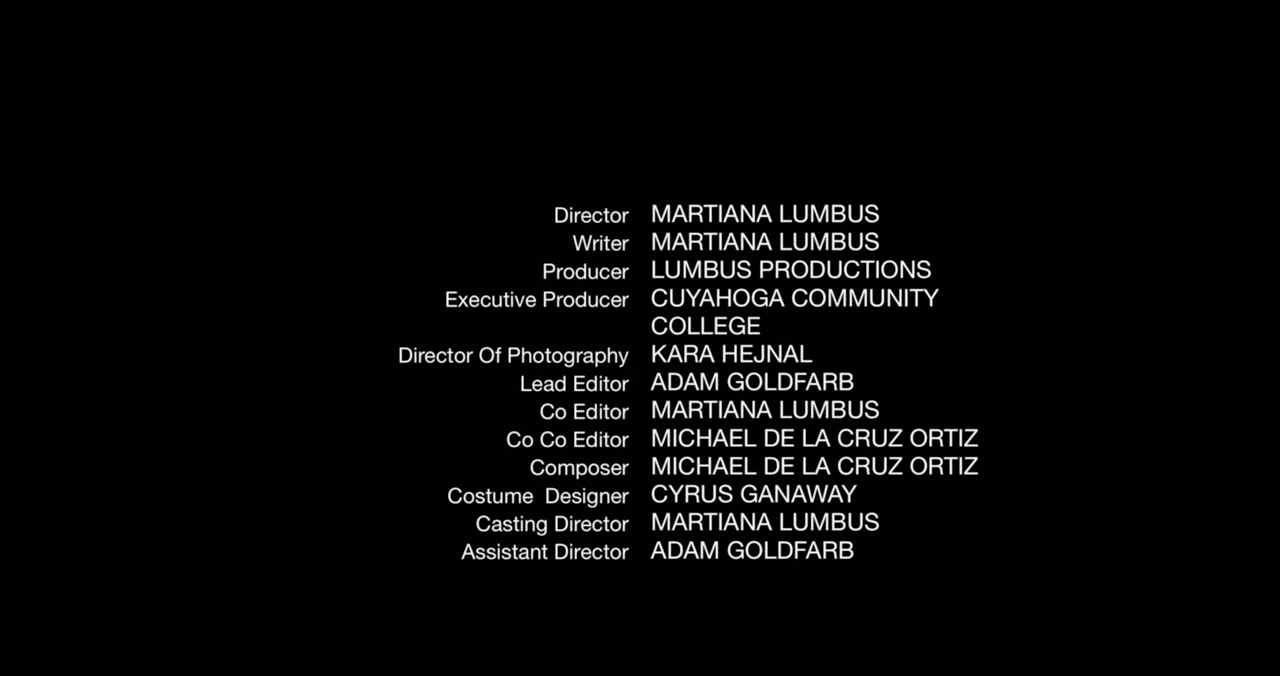 Director MARTIANA LUMBUS
Writer MARTIANA LUMBUS
Producer LUMBUS PRODUCTIONS
Executive Producer CUYAHOGA COMMUNITY
COLLEGE
Director Of Photography KARA HEJNAL
Lead Editor ADAM GOLDFARB
Co Editor MARTIANA LUMBUS
Co Co Editor MICHAEL DE LA CRUZ ORTIZ
Composer MICHAEL DE LA CRUZ ORTIZ
Costume Designer CYRUS GANAWAY
Casting Director MARTIANA LUMBUS
Assistant Director ADAM GOLDFARB